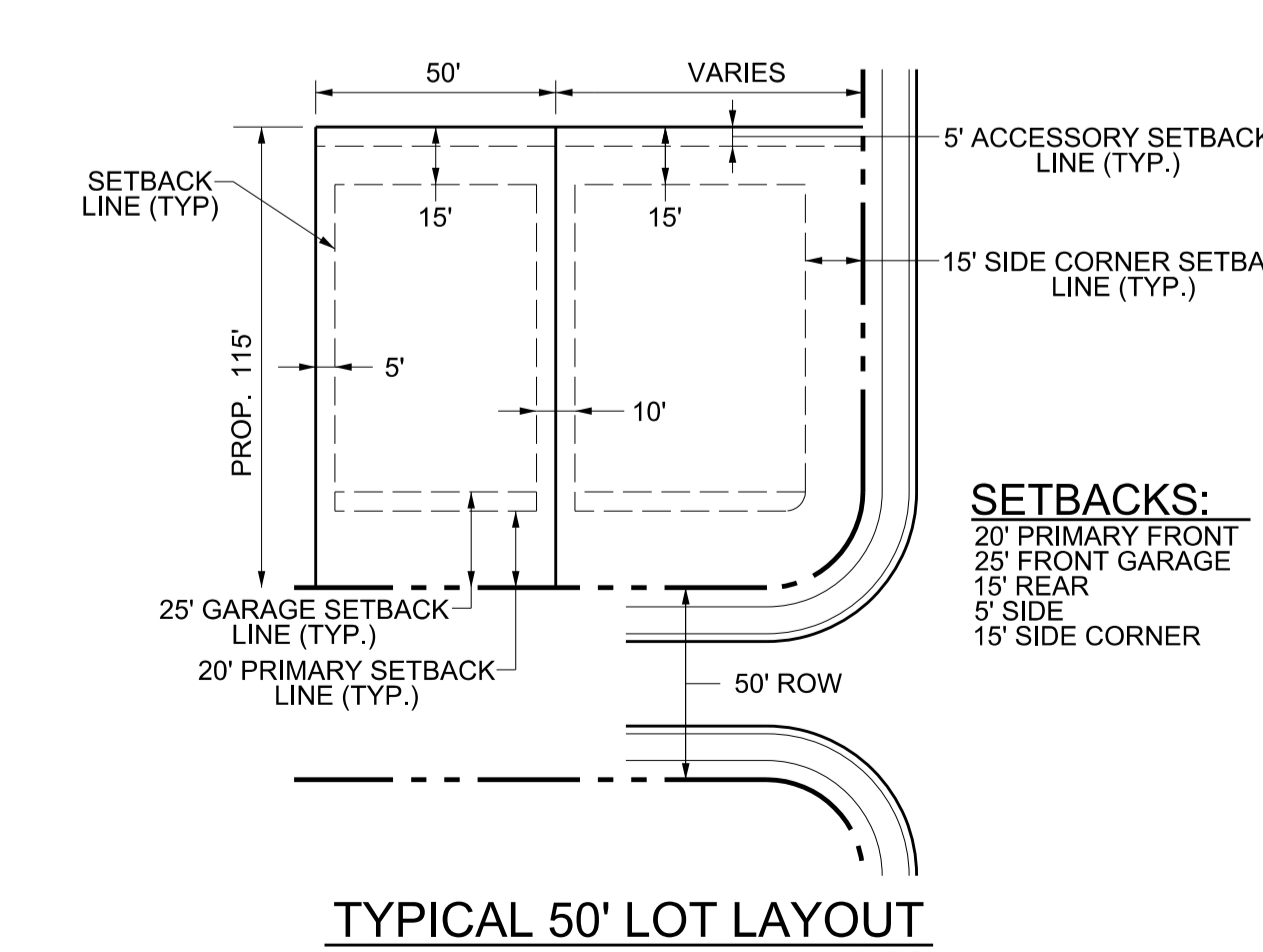 50'
VARIES
5' ACCESSORY SETBACK
LINE (TYP.)
SETBACK
LINE (TYP)
15'
15'
15' SIDE CORNER
LINE (TYP.)
PROP. 115'
5'
10'
SETBACKS:
20' PRIMARY FRONT
25' FRONT GARAGE
15' REAR
5' SIDE
15' SIDE CORNER
25' GARAGE SETBACK
LINE (TYP.)
20' PRIMARY SETBACK
LINE (TYP.)
50' ROW
TYPICAL 50' LOT LAYOUT